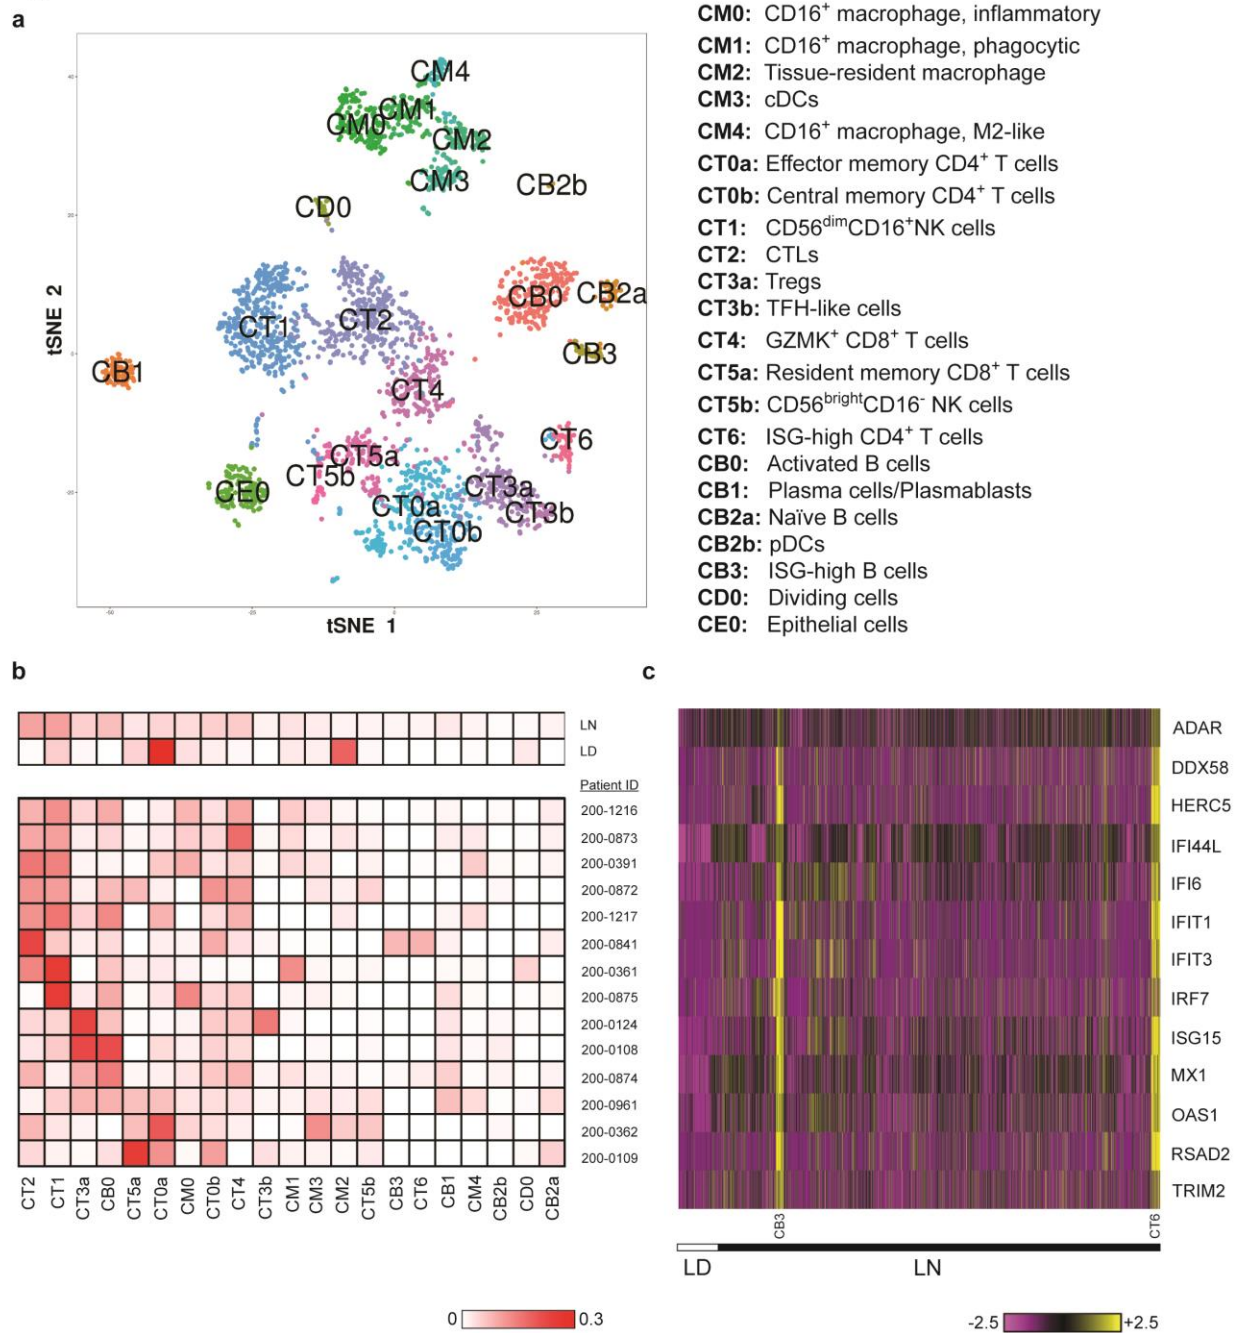 a
CM4
CM1
CM0
CM2
CM3
CB2b
CD0
CB0
CB2a
CT1
CT2
CB3
CB1
CT4
CT6
CT5a
CT5b
CT3a
CE0
CT0a
CT3b
CT0b
tSNE 2
tSNE 1
40
20
0
-50
-25
0
25
CM0: CD16+ macrophage, inflammatory
CM1: CD16+ macrophage, phagocytic
CM2: Tissue-resident macrophage
CM3: cDCs
CM4: CD16+ macrophage, M2-like
CT0a: Effector memory CD4+ T cells
CT0b: Central memory CD4+ T cells
CT1: CD56dimCD16+NK cells
CT2: CTLs
CT3a: Tregs
CT3b: TFH-like cells
CT4: GZMK+ CD8+ T cells
CT5a: Resident memory CD8+ T cells
CT5b: CD56brightCD16- NK cells
CT6: ISG-high CD4+ T cells
CB0: Activated B cells
CB1: Plasma cells/Plasmablasts
CB2a: Naïve B cells
CB2b: pDCs
CB3: ISG-high B cells
CD0: Dividing cells
CE0: Epithelial cells
b
LN
LD
Patient ID
200-1216
200-0873
200-0391
200-0872
200-1217
200-0841
200-0361
200-0875
200-0124
200-0108
200-0874
200-0961
200-0362
200-0109
CT2 CT1 CT3a CB0 CT5a CT0a CM0 CT0b CT4 CT3b CM1 CM3 CM2 CT5b CB3 CT6 CB1 CM4 CB2b CD0 CB2a
0 0.3
c
ADAR
DDX58
HERC5
IFI44L
IFI6
IFIT1
IFIT3
IRF7
ISG15
MX1
OAS1
RSAD2
TRIM2
CB3 CT6
LD LN
-2.5 +2.5